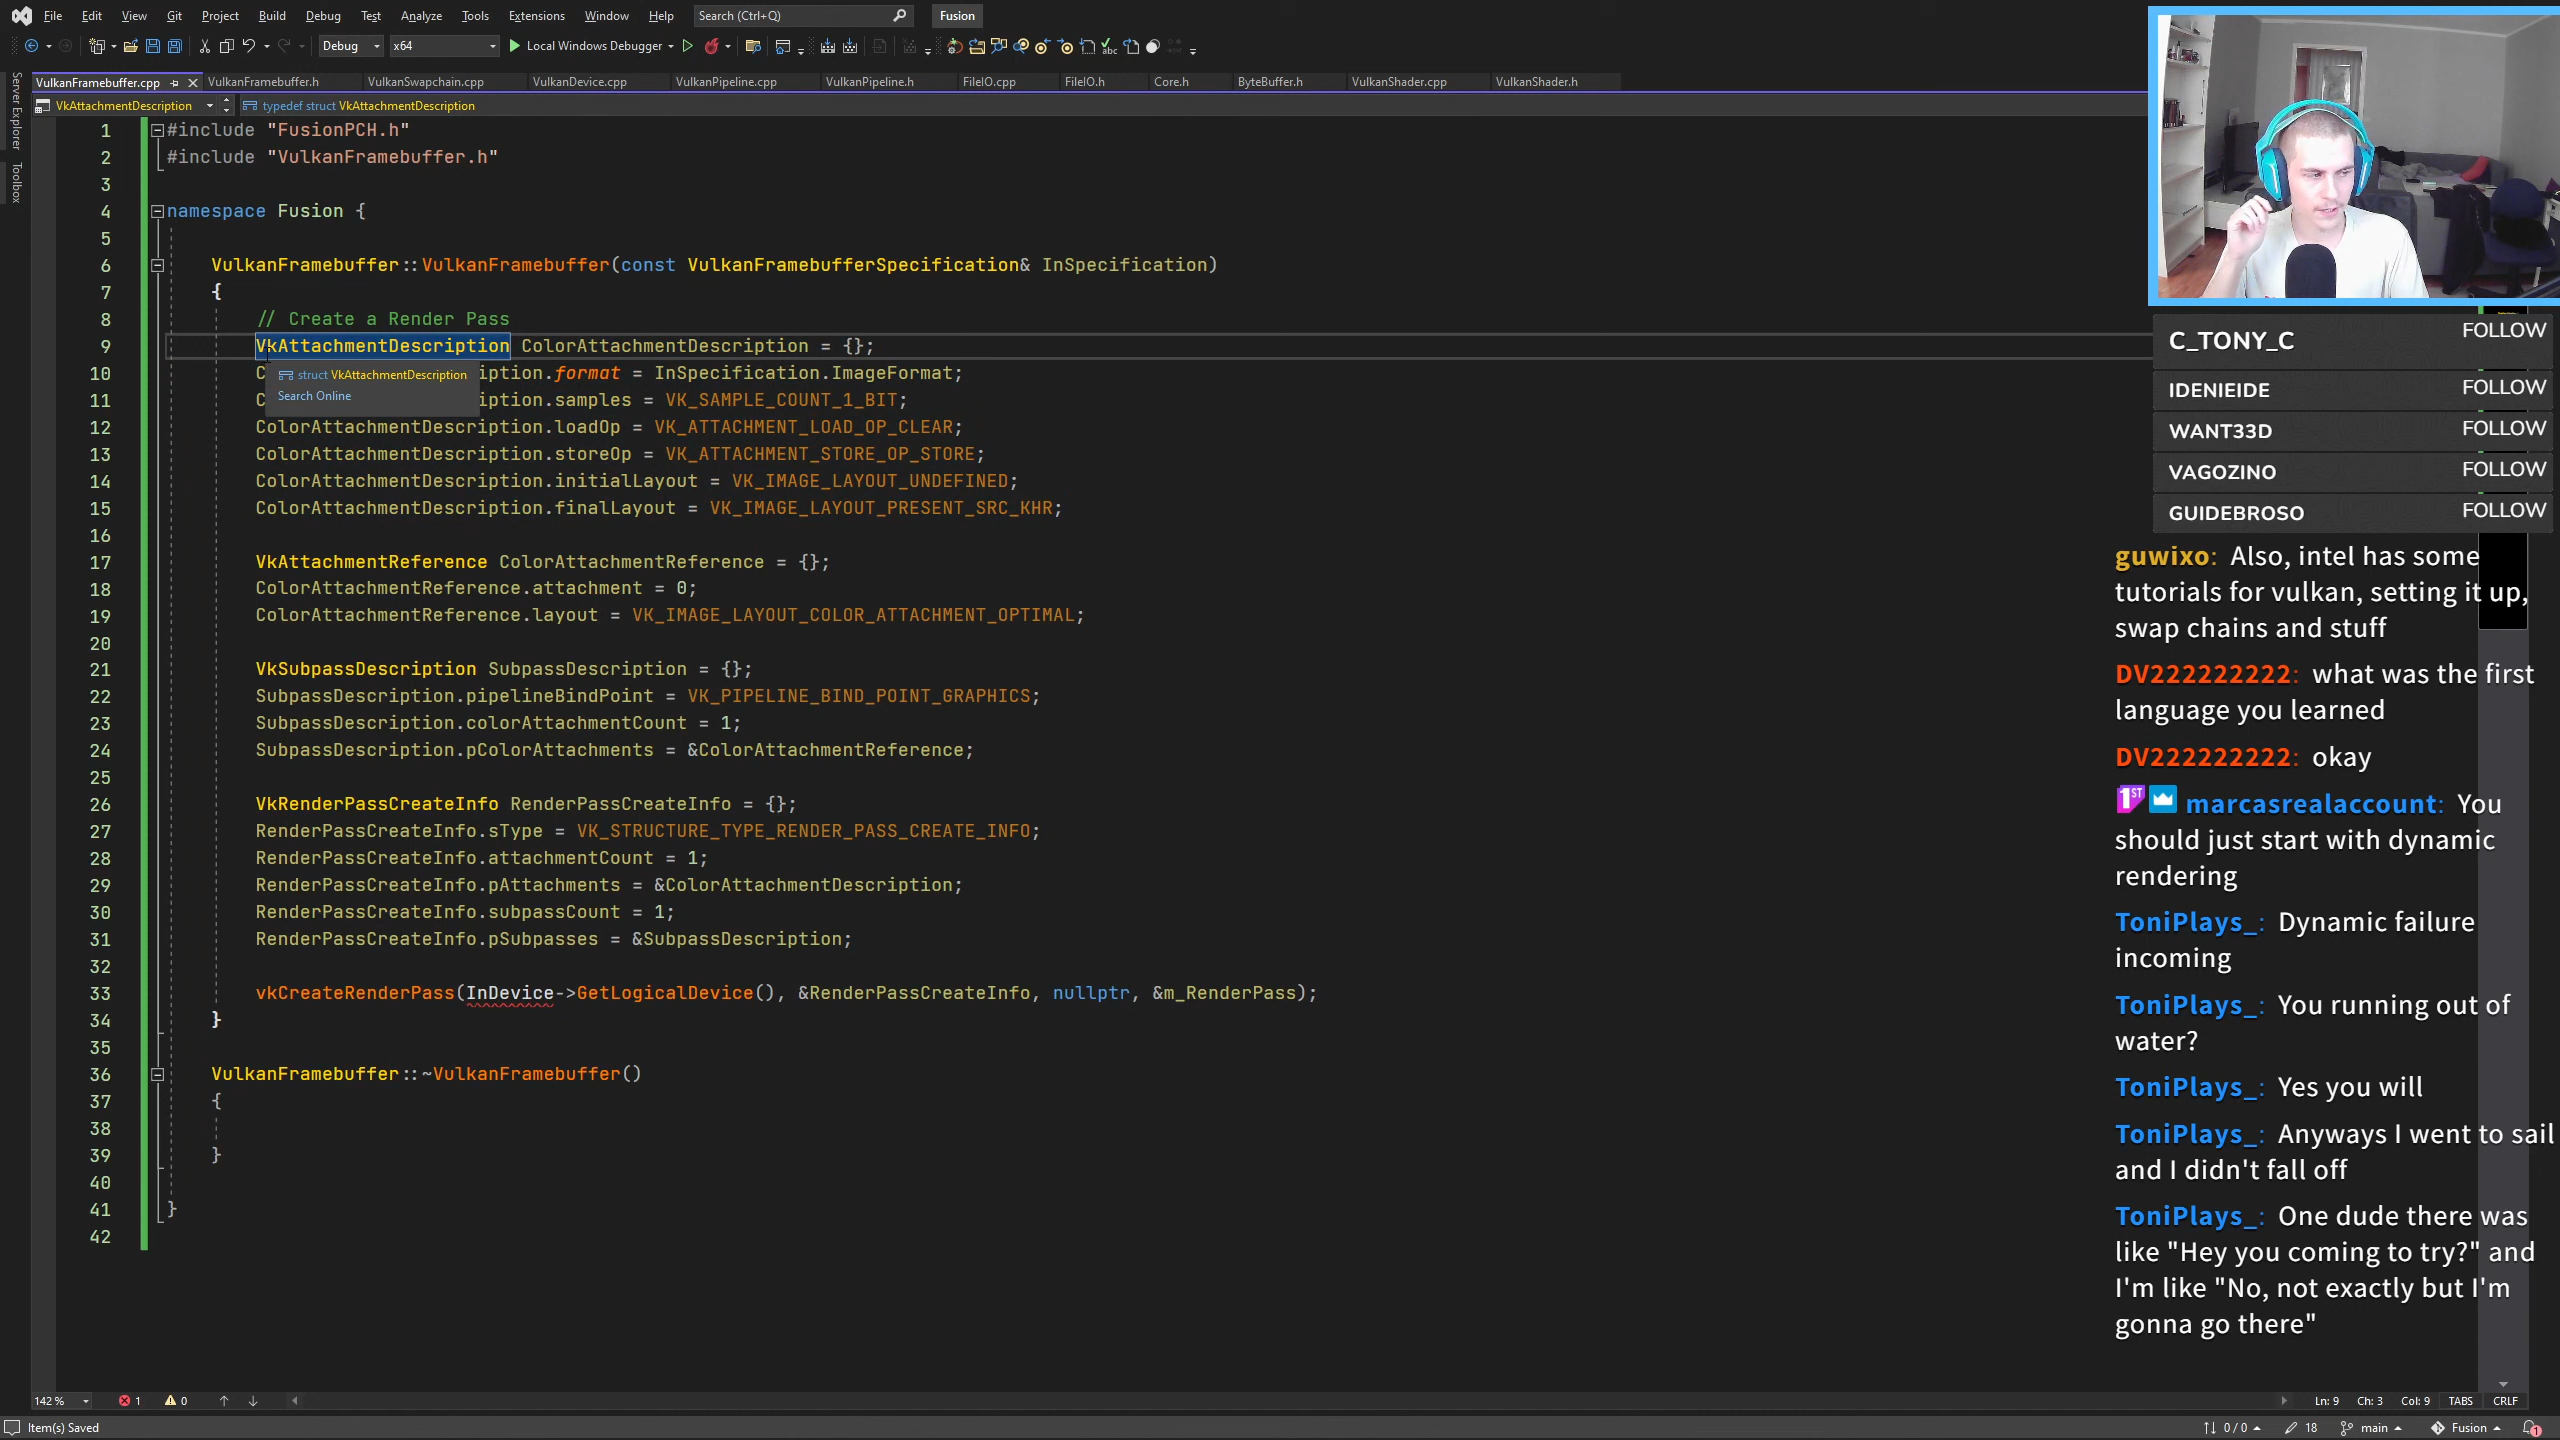 File Edit View Git Project Build Debug Test Analyze Tools Extensions Window Help Search (Ctrl+Q) Fusion
Debug x64 Local Windows Debugger
VulkanFramebuffer.cpp VulkanFramebuffer.h VulkanSwapchain.cpp VulkanDevice.cpp VulkanPipeline.cpp VulkanPipeline.h FileIO.cpp FileIO.h Core.h ByteBuffer.h VulkanShader.cpp VulkanShader.h
VkAttachmentDescription typedef struct VkAttachmentDescription
Server Explorer
Toolbox
1 #include "FusionPCH.h"
2 #include "VulkanFramebuffer.h"
3
4 namespace Fusion {
5
6 VulkanFramebuffer::VulkanFramebuffer(const VulkanFramebufferSpecification& InSpecification)
7 {
8 // Create a Render Pass
9 VkAttachmentDescription ColorAttachmentDescription = {};
10 C iption.format = InSpecification.ImageFormat;
struct VkAttachmentDescription
Search Online
11 C iption.samples = VK_SAMPLE_COUNT_1_BIT;
12 ColorAttachmentDescription.loadOp = VK_ATTACHMENT_LOAD_OP_CLEAR;
13 ColorAttachmentDescription.storeOp = VK_ATTACHMENT_STORE_OP_STORE;
14 ColorAttachmentDescription.initialLayout = VK_IMAGE_LAYOUT_UNDEFINED;
15 ColorAttachmentDescription.finalLayout = VK_IMAGE_LAYOUT_PRESENT_SRC_KHR;
16
17 VkAttachmentReference ColorAttachmentReference = {};
18 ColorAttachmentReference.attachment = 0;
19 ColorAttachmentReference.layout = VK_IMAGE_LAYOUT_COLOR_ATTACHMENT_OPTIMAL;
20
21 VkSubpassDescription SubpassDescription = {};
22 SubpassDescription.pipelineBindPoint = VK_PIPELINE_BIND_POINT_GRAPHICS;
23 SubpassDescription.colorAttachmentCount = 1;
24 SubpassDescription.pColorAttachments = &ColorAttachmentReference;
25
26 VkRenderPassCreateInfo RenderPassCreateInfo = {};
27 RenderPassCreateInfo.sType = VK_STRUCTURE_TYPE_RENDER_PASS_CREATE_INFO;
28 RenderPassCreateInfo.attachmentCount = 1;
29 RenderPassCreateInfo.pAttachments = &ColorAttachmentDescription;
30 RenderPassCreateInfo.subpassCount = 1;
31 RenderPassCreateInfo.pSubpasses = &SubpassDescription;
32
33 vkCreateRenderPass(InDevice->GetLogicalDevice(), &RenderPassCreateInfo, nullptr, &m_RenderPass);
34 }
35
36 VulkanFramebuffer::~VulkanFramebuffer()
37 {
38
39 }
40
41 }
42
C_TONY_C FOLLOW
IDENIEIDE FOLLOW
WANT33D FOLLOW
VAGOZINO FOLLOW
GUIDEBROSO FOLLOW
guwixo: Also, intel has some
tutorials for vulkan, setting it up,
swap chains and stuff
DV222222222: what was the first
language you learned
DV222222222: okay
1ST marcasrealaccount: You
should just start with dynamic
rendering
ToniPlays_: Dynamic failure
incoming
ToniPlays_: You running out of
water?
ToniPlays_: Yes you will
ToniPlays_: Anyways I went to sail
and I didn't fall off
ToniPlays_: One dude there was
like "Hey you coming to try?" and
I'm like "No, not exactly but I'm
gonna go there"
142 % 1 0 Ln: 9 Ch: 3 Col: 9 TABS CRLF
Item(s) Saved 0 / 0 18 main Fusion 1